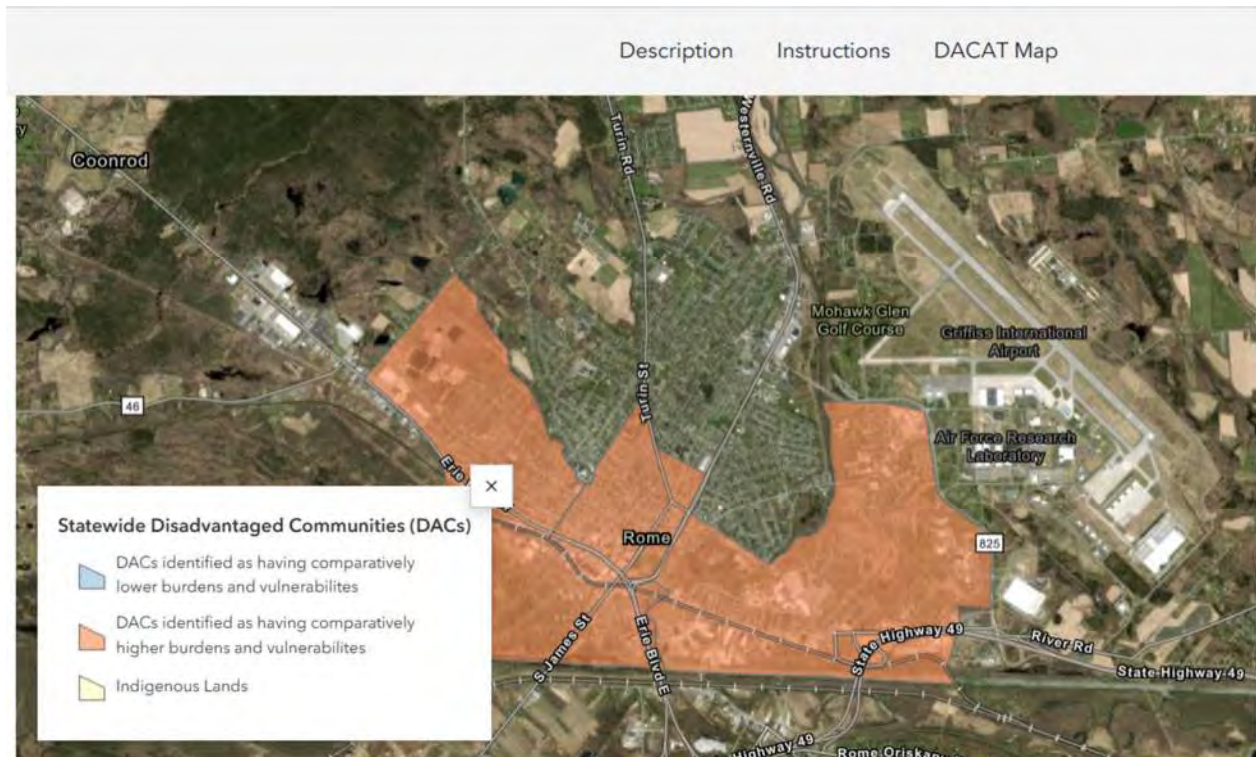 Description Instructions DACAT Map
Coonrod
Turin Rd
Westernville Rd
Mohawk Glen
Golf Course
Griffiss International
Airport
46
Turin St
Air Force Research
Laboratory
Rome
825
State Highway 49
River Rd
State Highway 49
S James St
Erie Blvd E
Highway 49
Rome Oriskany
×
Statewide Disadvantaged Communities (DACs)
DACs identified as having comparatively
lower burdens and vulnerabilites
DACs identified as having comparatively
higher burdens and vulnerabilites
Indigenous Lands